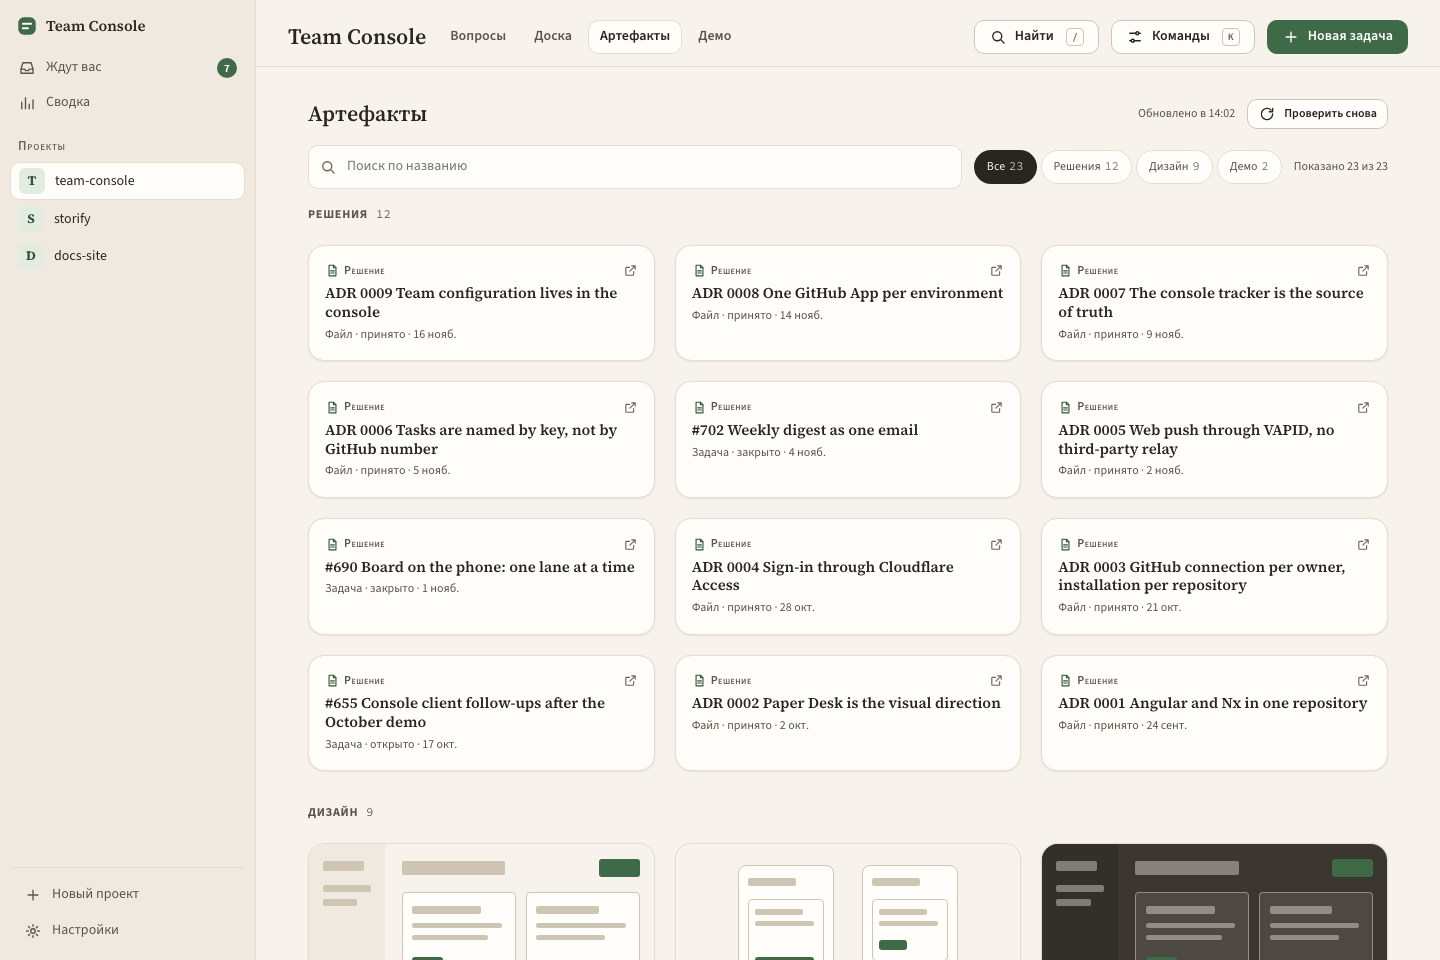 Team Console
Ждут вас
7
Сводка
Проекты
T team-console
S storify
D docs-site
Новый проект
Настройки
Team Console
Вопросы
Доска
Артефакты
Демо
Найти /
Команды K
Новая задача
Артефакты
Обновлено в 14:02
Проверить снова
Поиск по названию
Все 23
Решения 12
Дизайн 9
Демо 2
Показано 23 из 23
РЕШЕНИЯ 12
Решение
ADR 0009 Team configuration lives in the
console
Файл · принято · 16 нояб.
Решение
ADR 0008 One GitHub App per environment
Файл · принято · 14 нояб.
Решение
ADR 0007 The console tracker is the source
of truth
Файл · принято · 9 нояб.
Решение
ADR 0006 Tasks are named by key, not by
GitHub number
Файл · принято · 5 нояб.
Решение
#702 Weekly digest as one email
Задача · закрыто · 4 нояб.
Решение
ADR 0005 Web push through VAPID, no
third-party relay
Файл · принято · 2 нояб.
Решение
#690 Board on the phone: one lane at a time
Задача · закрыто · 1 нояб.
Решение
ADR 0004 Sign-in through Cloudflare
Access
Файл · принято · 28 окт.
Решение
ADR 0003 GitHub connection per owner,
installation per repository
Файл · принято · 21 окт.
Решение
#655 Console client follow-ups after the
October demo
Задача · открыто · 17 окт.
Решение
ADR 0002 Paper Desk is the visual direction
Файл · принято · 2 окт.
Решение
ADR 0001 Angular and Nx in one repository
Файл · принято · 24 сент.
ДИЗАЙН 9